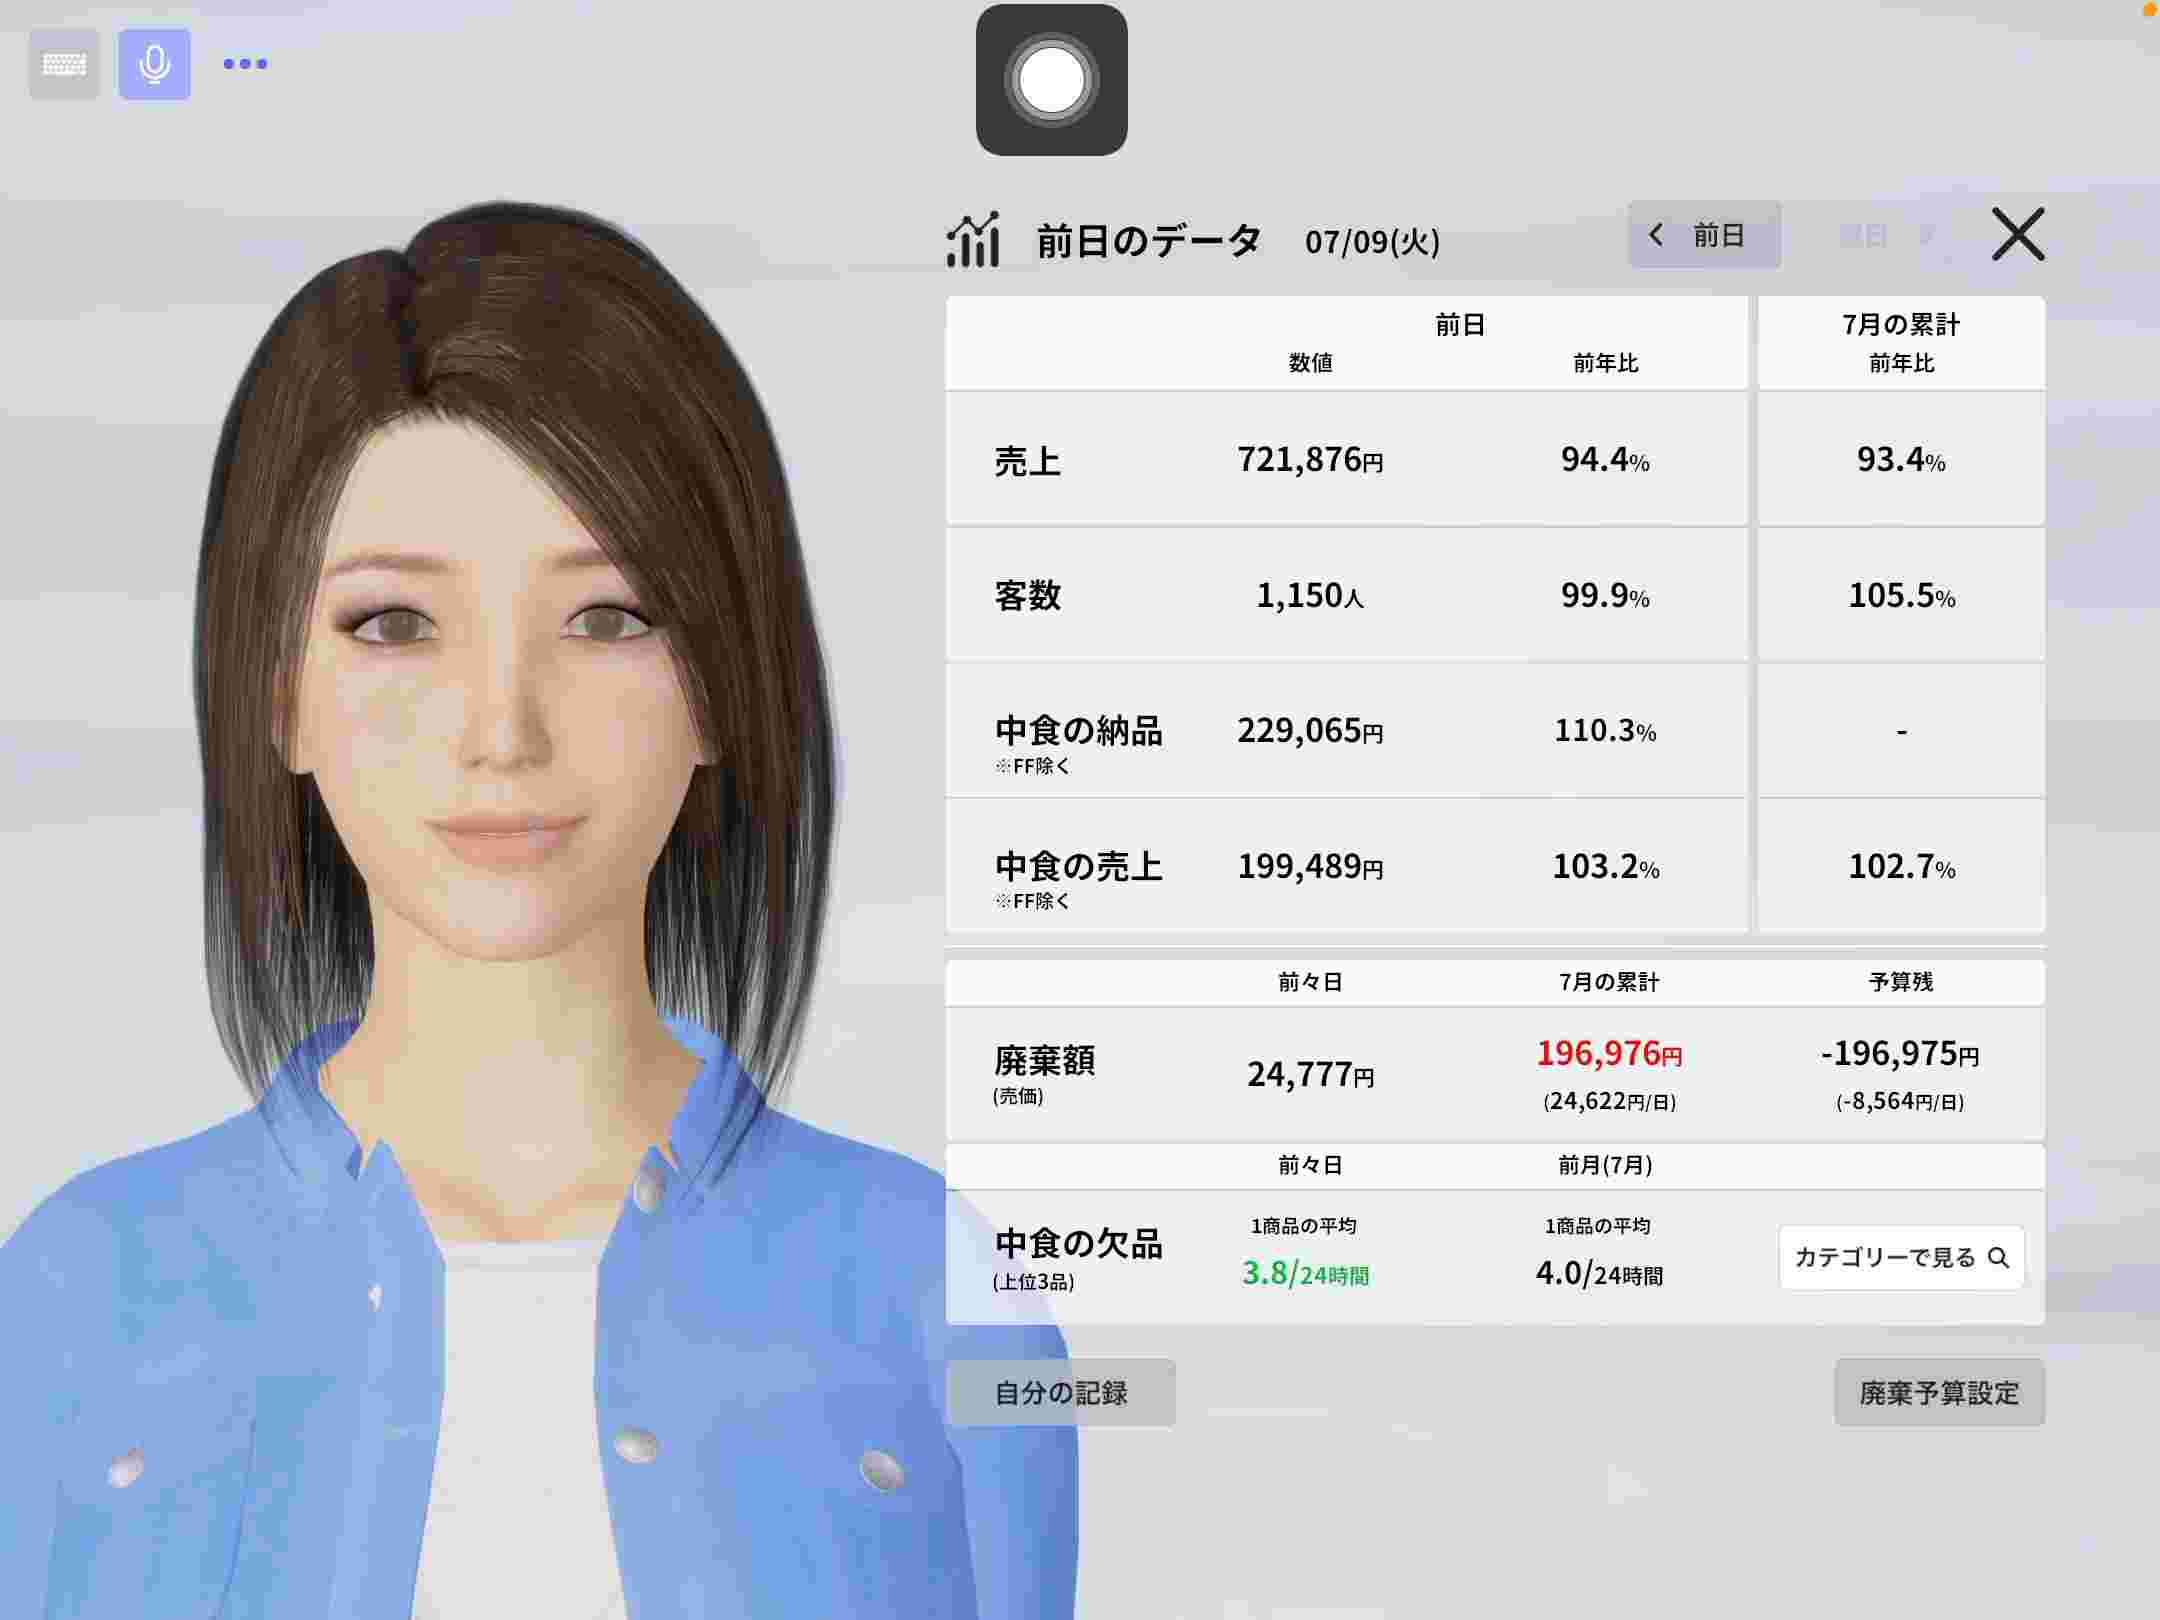 前日のデータ 07/09(火) 前日 翌日
前日 7月の累計
数値 前年比 前年比
売上 721,876円 94.4% 93.4%
客数 1,150人 99.9% 105.5%
中食の納品 229,065円 110.3% -
※FF除く
中食の売上 199,489円 103.2% 102.7%
※FF除く
前々日 7月の累計 予算残
廃棄額 24,777円 196,976円 -196,975円
(売価) (24,622円/日) (-8,564円/日)
前々日 前月(7月)
1商品の平均 1商品の平均
中食の欠品 3.8/24時間 4.0/24時間 カテゴリーで見る
(上位3品)
自分の記録 廃棄予算設定